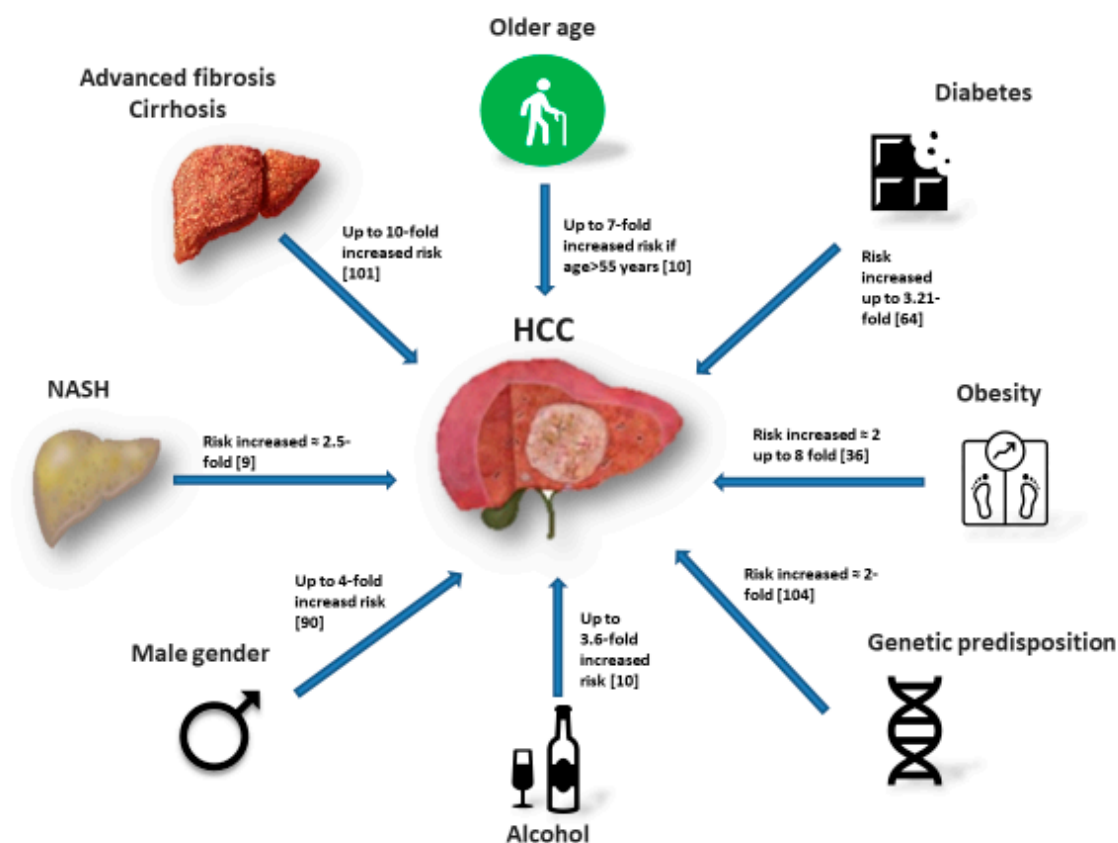 Older age
Advanced fibrosis
Cirrhosis
Diabetes
Up to 10-fold
increased risk
[101]
Up to 7-fold
increased risk if
age>55 years [10]
Risk
increased
up to 3.21-
fold [64]
HCC
NASH
Obesity
Risk increased ≈ 2.5-
fold [9]
Risk increased ≈ 2
up to 8 fold [36]
Up to 4-fold
increasd risk
[90]
Risk increased ≈ 2-
fold [104]
Up to
3.6-fold
increased
risk [10]
Male gender
Genetic predisposition
Alcohol